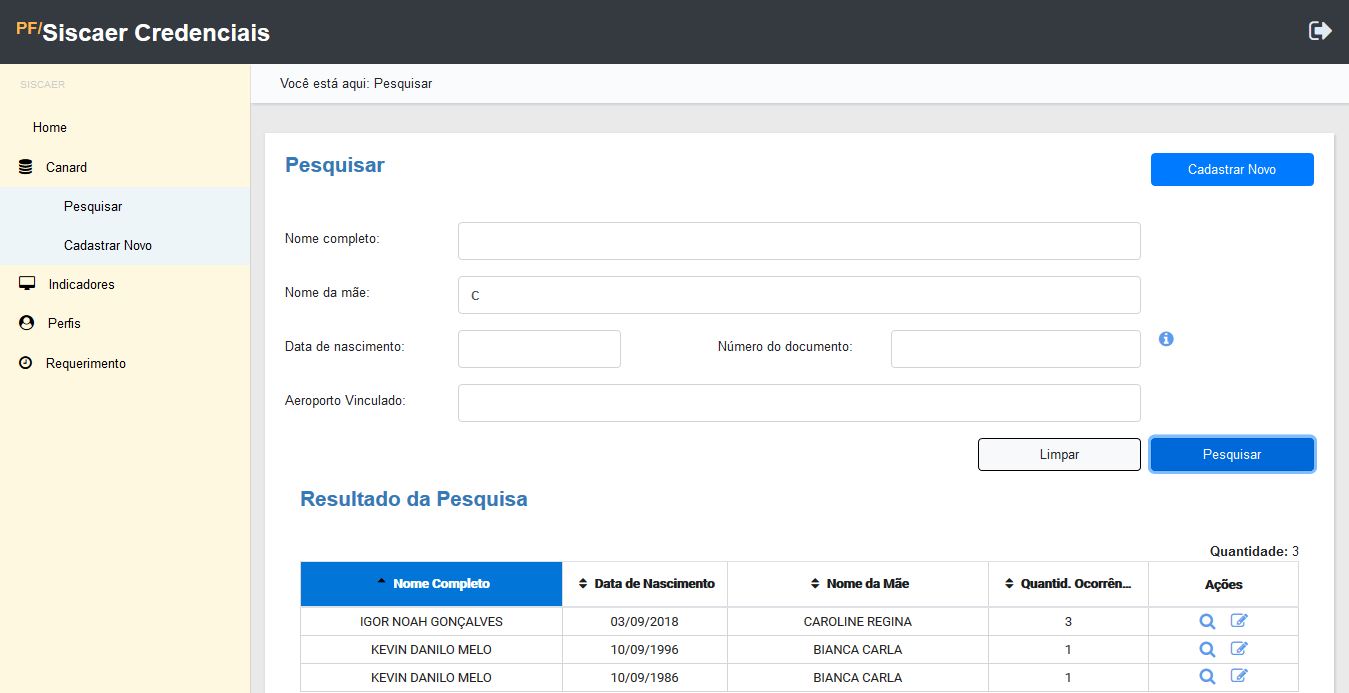 PF/Siscaer Credenciais
SISCAER
Você está aqui: Pesquisar
Home
Canard
Pesquisar
Cadastrar Novo
Indicadores
Perfis
Requerimento
Pesquisar
Cadastrar Novo
Nome completo:
Nome da mãe: C
Data de nascimento: Número do documento:
Aeroporto Vinculado:
Limpar Pesquisar
Resultado da Pesquisa
Quantidade: 3
Nome Completo Data de Nascimento Nome da Mãe Quantid. Ocorrên... Ações
IGOR NOAH GONÇALVES 03/09/2018 CAROLINE REGINA 3
KEVIN DANILO MELO 10/09/1996 BIANCA CARLA 1
KEVIN DANILO MELO 10/09/1986 BIANCA CARLA 1